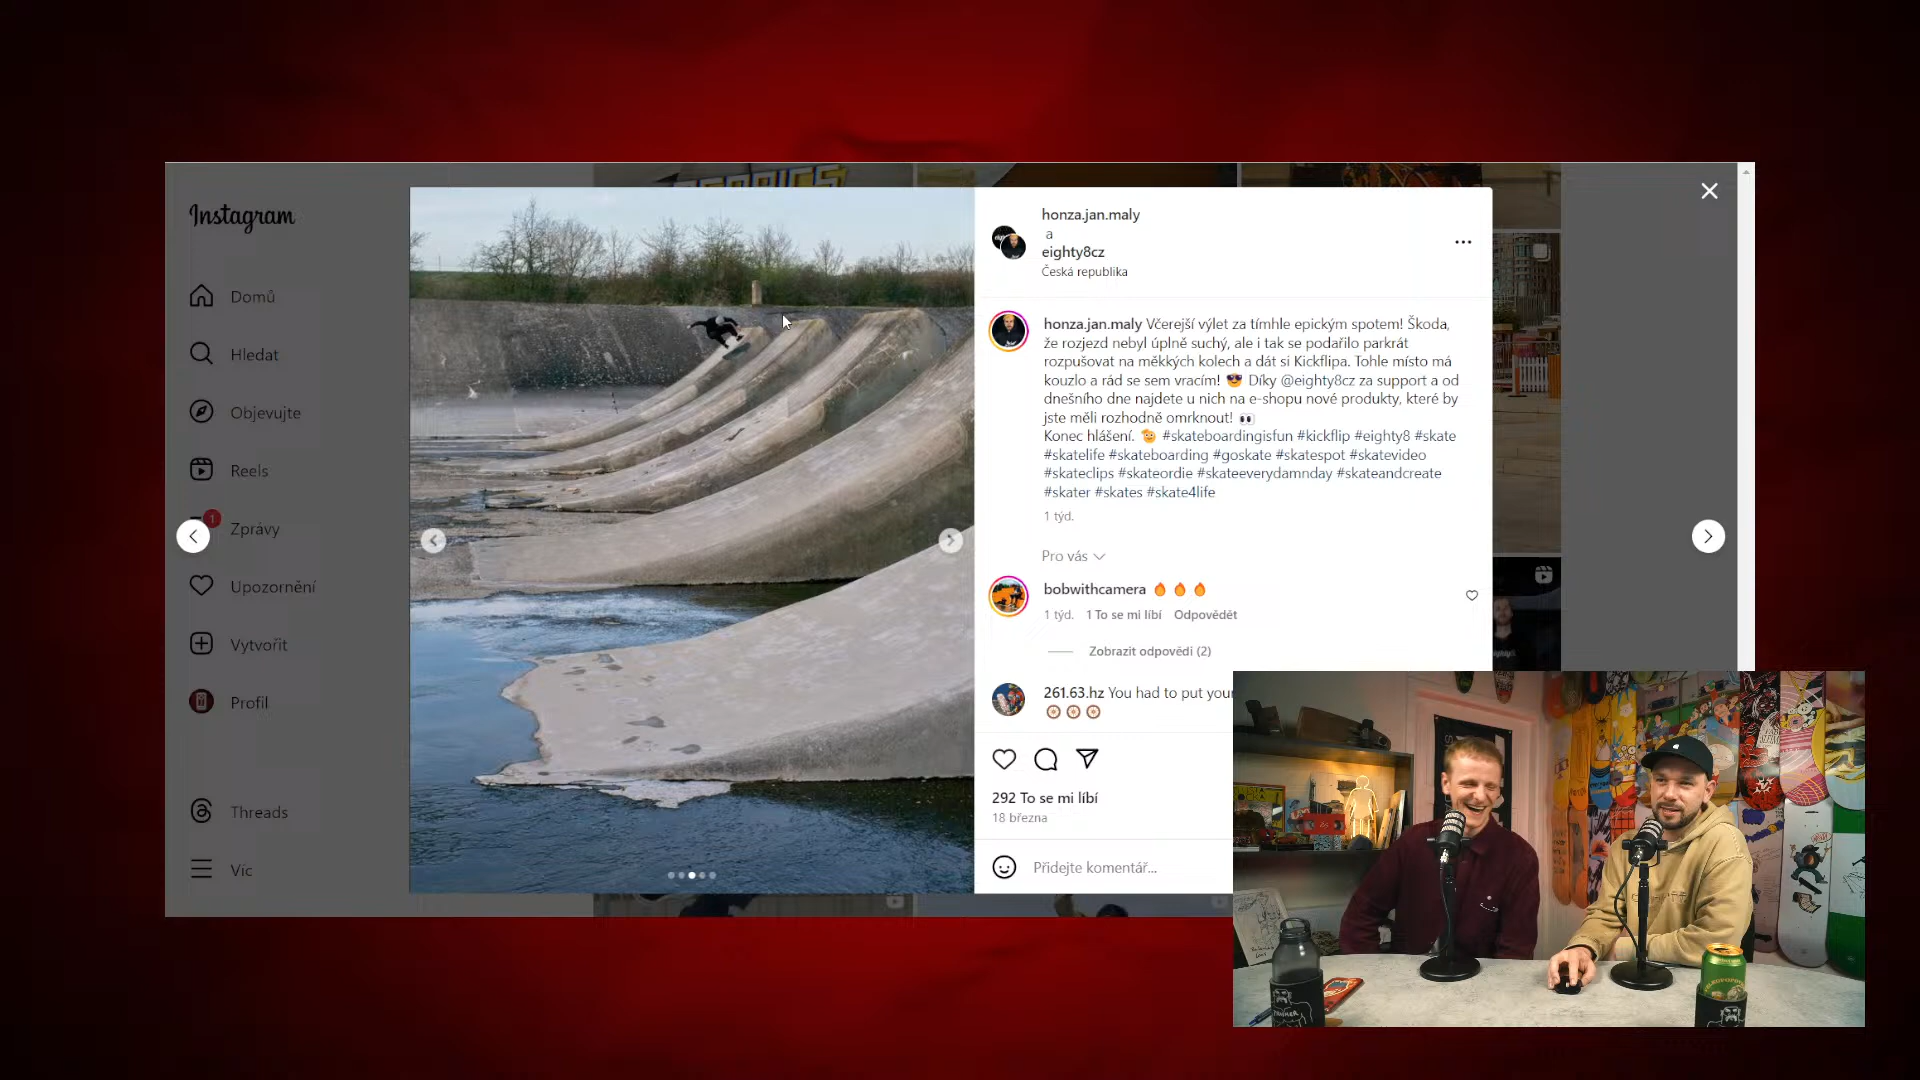 Instagram
Domů
Hledat
Objevujte
Reels
1
Zprávy
Upozornění
Vytvořit
Profil
Threads
Víc
honza.jan.maly
a
eighty8cz
Česká republika
honza.jan.maly Včerejší výlet za tímhle epickým spotem! Škoda,
že rozjezd nebyl úplně suchý, ale i tak se podařilo parkrát
rozpušovat na měkkých kolech a dát si Kickflipa. Tohle místo má
kouzlo a rád se sem vracím! 😎 Díky @eighty8cz za support a od
dnešního dne najdete u nich na e-shopu nové produkty, které by
jste měli rozhodně omrknout! 👀
Konec hlášení. 🫡 #skateboardingisfun #kickflip #eighty8 #skate
#skatelife #skateboarding #goskate #skatespot #skatevideo
#skateclips #skateordie #skateeverydamnday #skateandcreate
#skater #skates #skate4life
1 týd.
Pro vás
bobwithcamera 🔥 🔥 🔥
1 týd. 1 To se mi líbí Odpovědět
Zobrazit odpovědi (2)
261.63.hz You had to put your
🛞 🛞 🛞
292 To se mi líbí
18 března
Přidejte komentář...